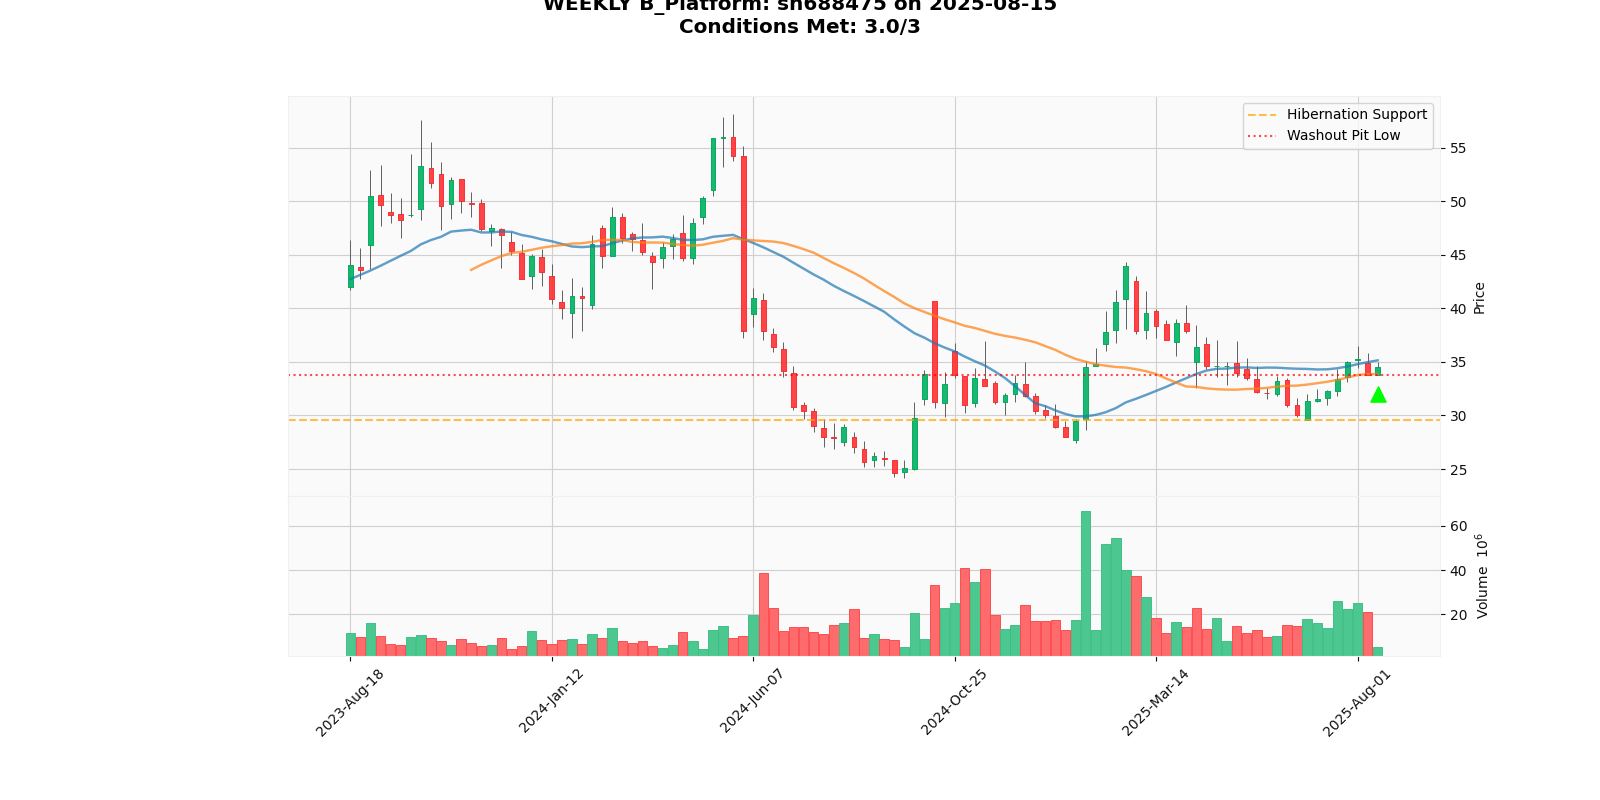 WEEKLY B_Platform: sh688475 on 2025-08-15
Conditions Met: 3.0/3
Hibernation Support
Washout Pit Low
55
50
45
40
35
30
25
Price
60
40
20
Volume 10⁶
2023-Aug-18
2024-Jan-12
2024-Jun-07
2024-Oct-25
2025-Mar-14
2025-Aug-01